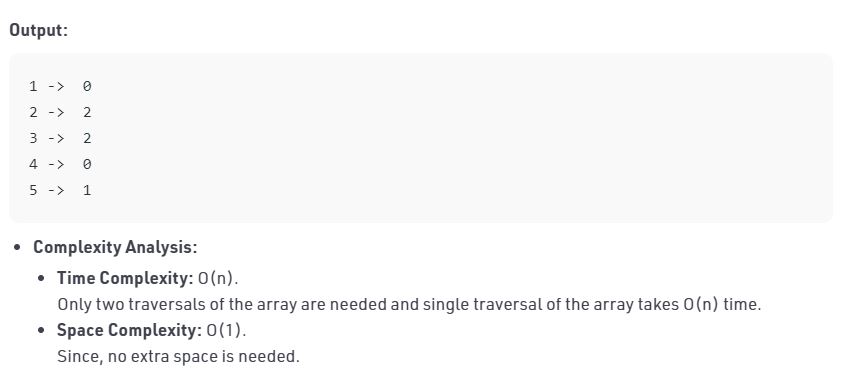 Output:
1 ->  0
2 ->  2
3 ->  2
4 ->  0
5 ->  1
• Complexity Analysis:
• Time Complexity: O(n).
Only two traversals of the array are needed and single traversal of the array takes O(n) time.
• Space Complexity: O(1).
Since, no extra space is needed.